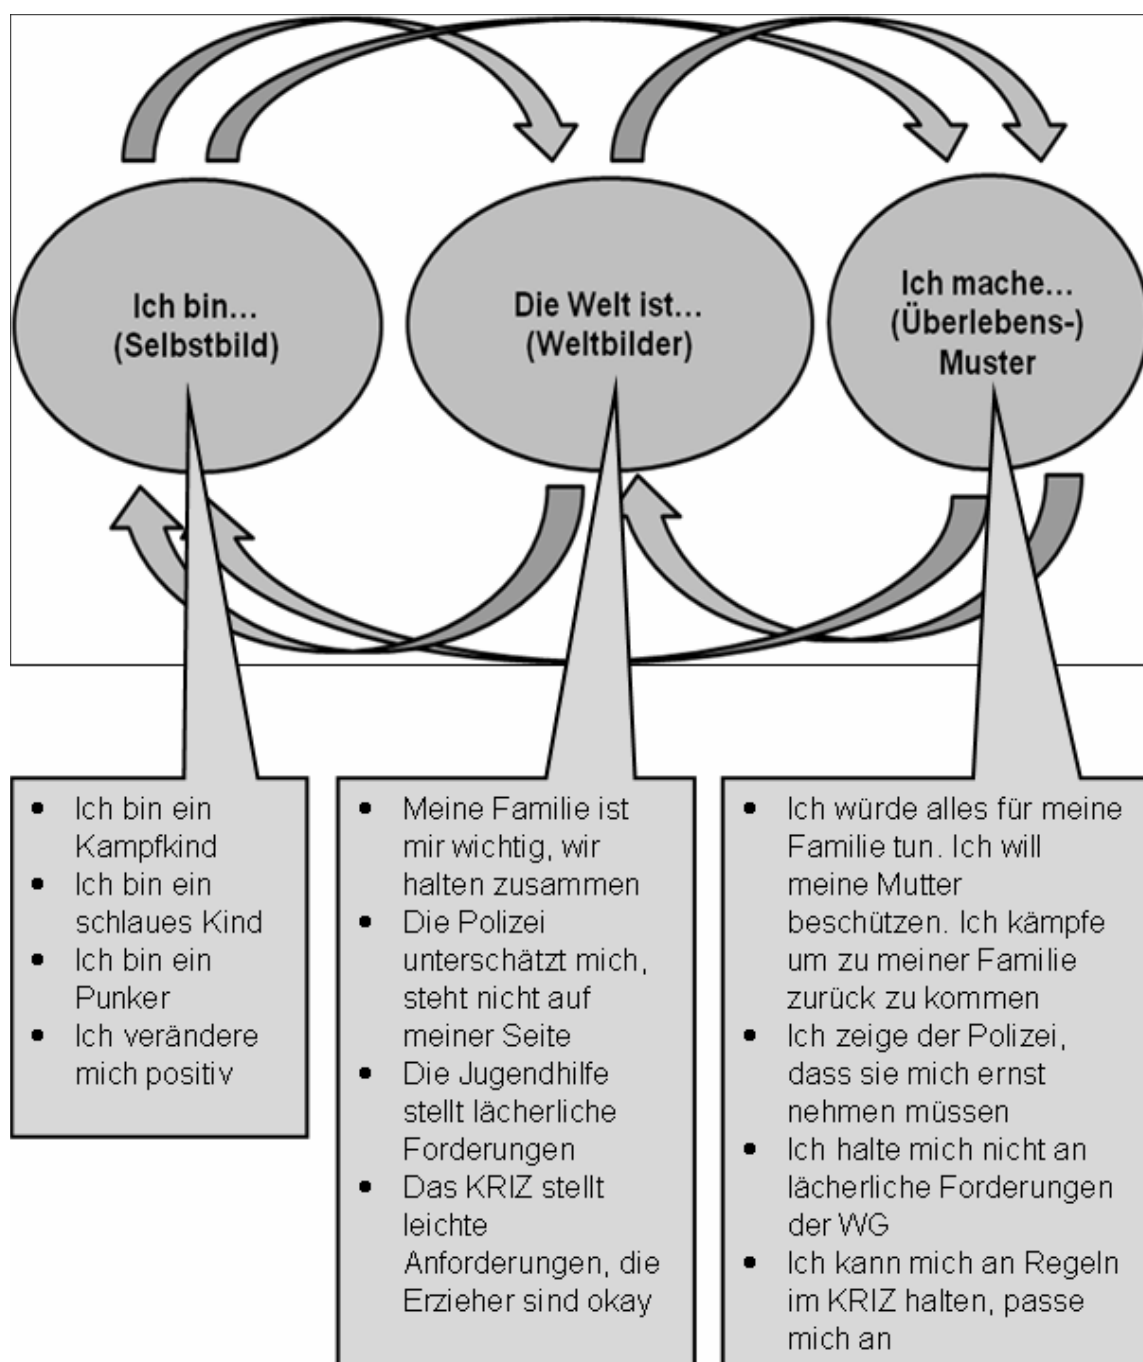 Ich bin…
(Selbstbild)
Die Welt ist…
(Weltbilder)
Ich mache…
(Überlebens-)
Muster
• Ich bin ein
Kampfkind
• Ich bin ein
schlaues Kind
• Ich bin ein
Punker
• Ich verändere
mich positiv
• Meine Familie ist
mir wichtig, wir
halten zusammen
• Die Polizei
unterschätzt mich,
steht nicht auf
meiner Seite
• Die Jugendhilfe
stellt lächerliche
Forderungen
• Das KRIZ stellt
leichte
Anforderungen, die
Erzieher sind okay
• Ich würde alles für meine
Familie tun. Ich will
meine Mutter
beschützen. Ich kämpfe
um zu meiner Familie
zurück zu kommen
• Ich zeige der Polizei,
dass sie mich ernst
nehmen müssen
• Ich halte mich nicht an
lächerliche Forderungen
der WG
• Ich kann mich an Regeln
im KRIZ halten, passe
mich an